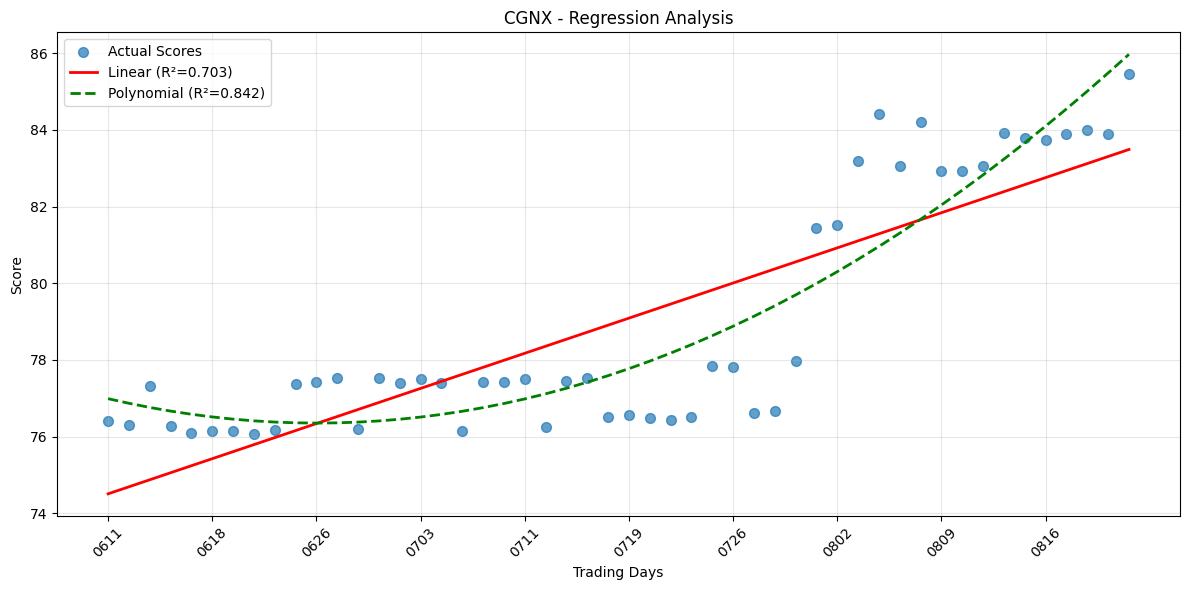 CGNX - Regression Analysis
Actual Scores
Linear (R²=0.703)
Polynomial (R²=0.842)
Score
86
84
82
80
78
76
74
0611
0618
0626
0703
0711
0719
0726
0802
0809
0816
Trading Days